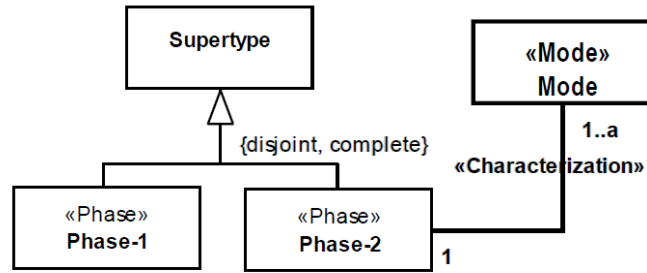 Supertype
«Mode»
Mode
{disjoint, complete}
1..a
«Characterization»
«Phase»
Phase-1
«Phase»
Phase-2
1